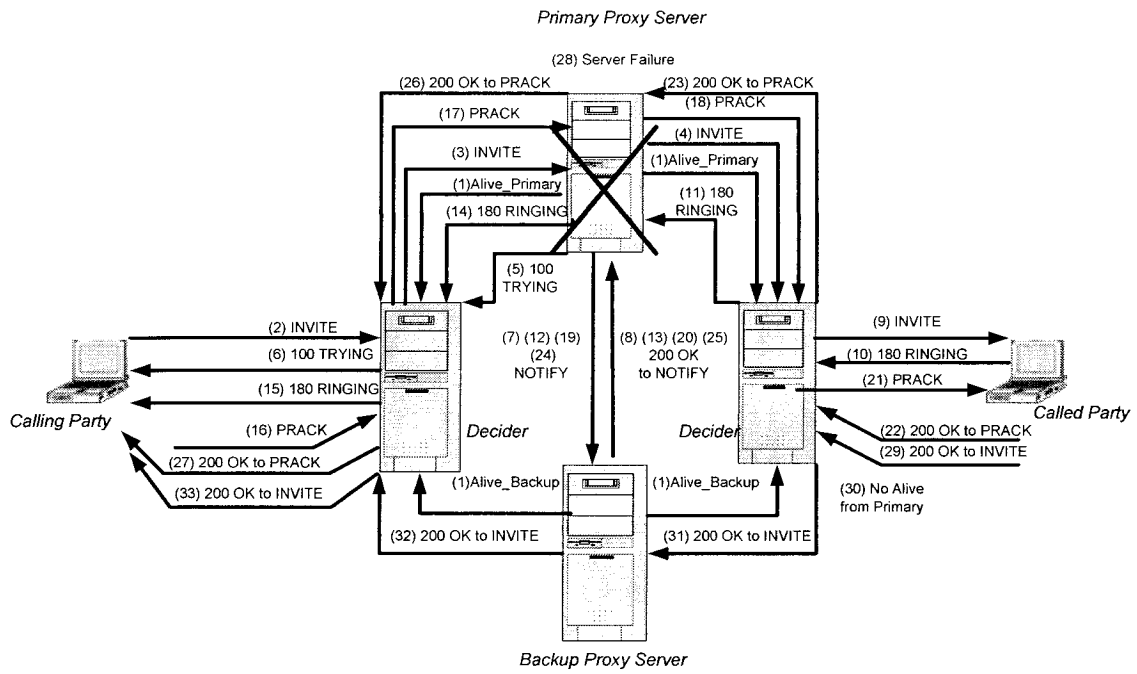 Primary Proxy Server
(28) Server Failure
(26) 200 OK to PRACK
(23) 200 OK to PRACK
(17) PRACK
(18) PRACK
(3) INVITE
(4) INVITE
(1)Alive_Primary
(1)Alive_Primary
(14) 180 RINGING
(11) 180
RINGING
(5) 100
TRYING
(2) INVITE
(6) 100 TRYING
(15) 180 RINGING
Calling Party
(16) PRACK
(27) 200 OK to PRACK
(33) 200 OK to INVITE
Decider
(7) (12) (19)
(24)
NOTIFY
(8) (13) (20) (25)
200 OK
to NOTIFY
Decider
(9) INVITE
(10) 180 RINGING
(21) PRACK
Called Party
(22) 200 OK to PRACK
(29) 200 OK to INVITE
(30) No Alive
from Primary
(1)Alive_Backup
(1)Alive_Backup
(32) 200 OK to INVITE
(31) 200 OK to INVITE
Backup Proxy Server